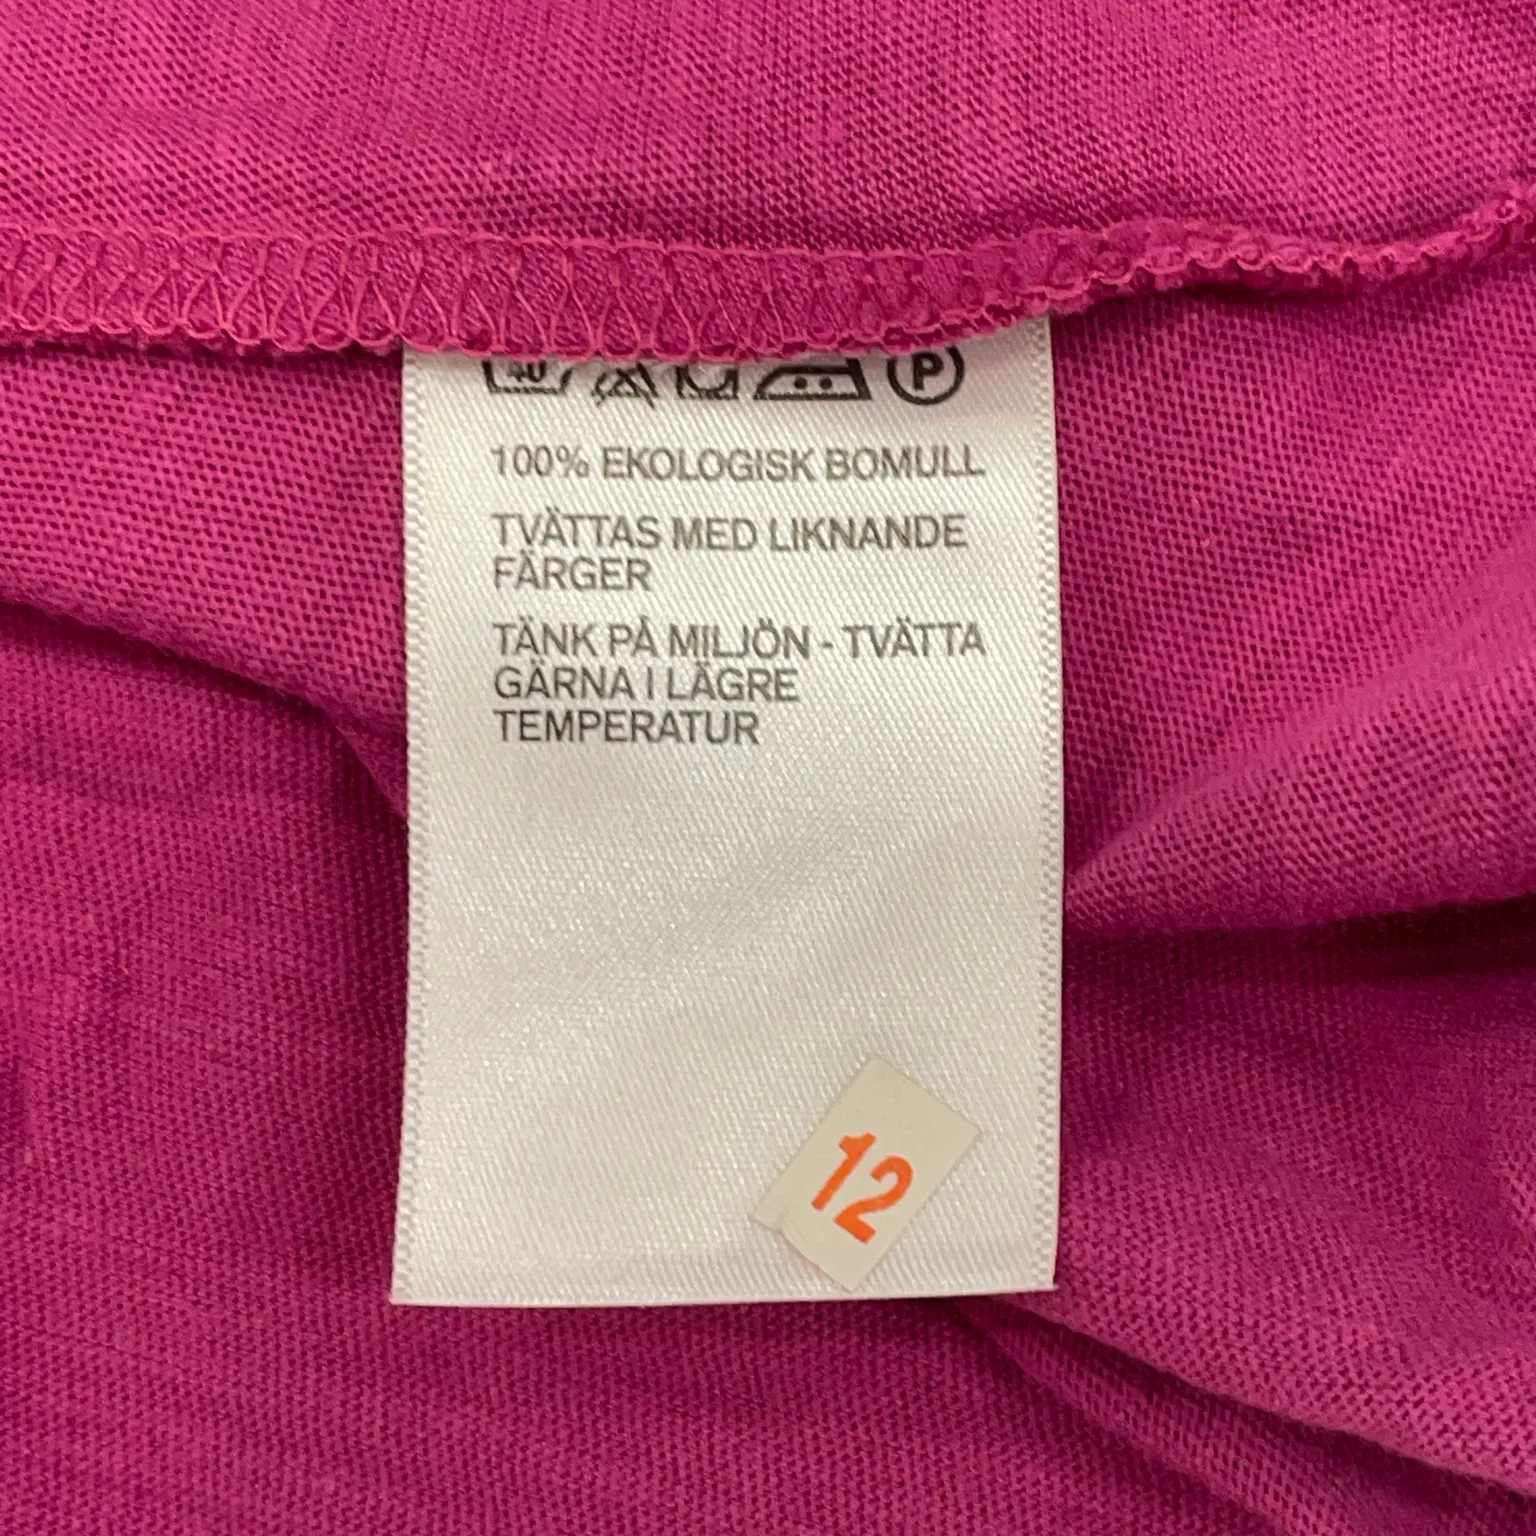 40
P
100% EKOLOGISK BOMULL
TVÄTTAS MED LIKNANDE
FÄRGER
TÄNK PÅ MILJÖN - TVÄTTA
GÄRNA I LÄGRE
TEMPERATUR
12